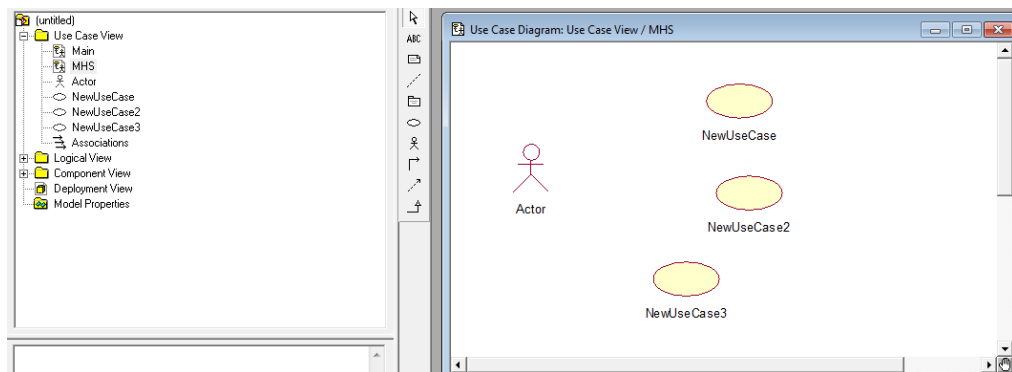 (untitled)
Use Case View
Main
MHS
Actor
NewUseCase
NewUseCase2
NewUseCase3
Associations
Logical View
Component View
Deployment View
Model Properties
ABC
Use Case Diagram: Use Case View / MHS
NewUseCase
Actor
NewUseCase2
NewUseCase3